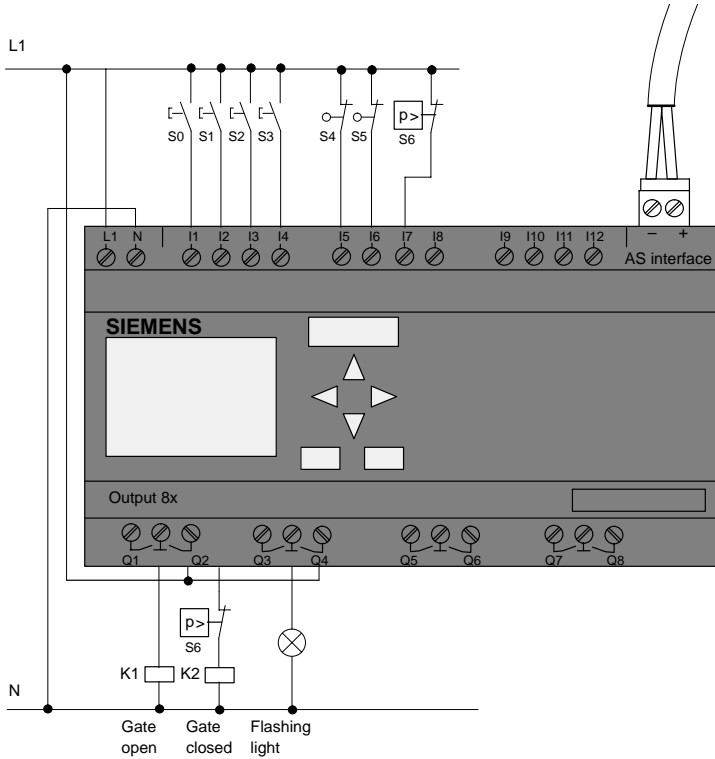 L1
S0 S1 S2 S3 S4 S5 p> S6
L1 N I1 I2 I3 I4 I5 I6 I7 I8 I9 I10 I11 I12 – +
AS interface
SIEMENS
Output 8x
Q1 Q2 Q3 Q4 Q5 Q6 Q7 Q8
p>
S6
K1 K2
N
Gate open
Gate closed
Flashing light